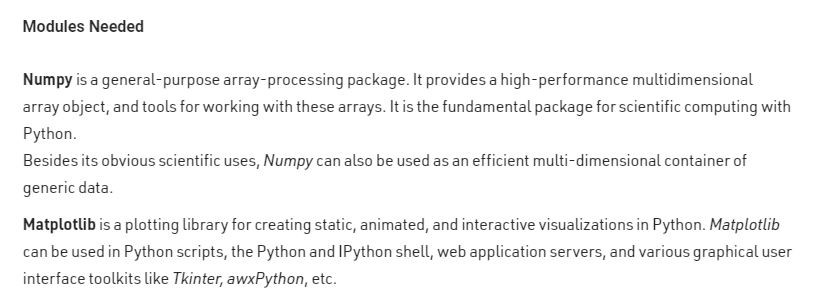 Modules Needed
Numpy is a general-purpose array-processing package. It provides a high-performance multidimensional
array object, and tools for working with these arrays. It is the fundamental package for scientific computing with
Python.
Besides its obvious scientific uses, Numpy can also be used as an efficient multi-dimensional container of
generic data.
Matplotlib is a plotting library for creating static, animated, and interactive visualizations in Python. Matplotlib
can be used in Python scripts, the Python and IPython shell, web application servers, and various graphical user
interface toolkits like Tkinter, awxPython, etc.